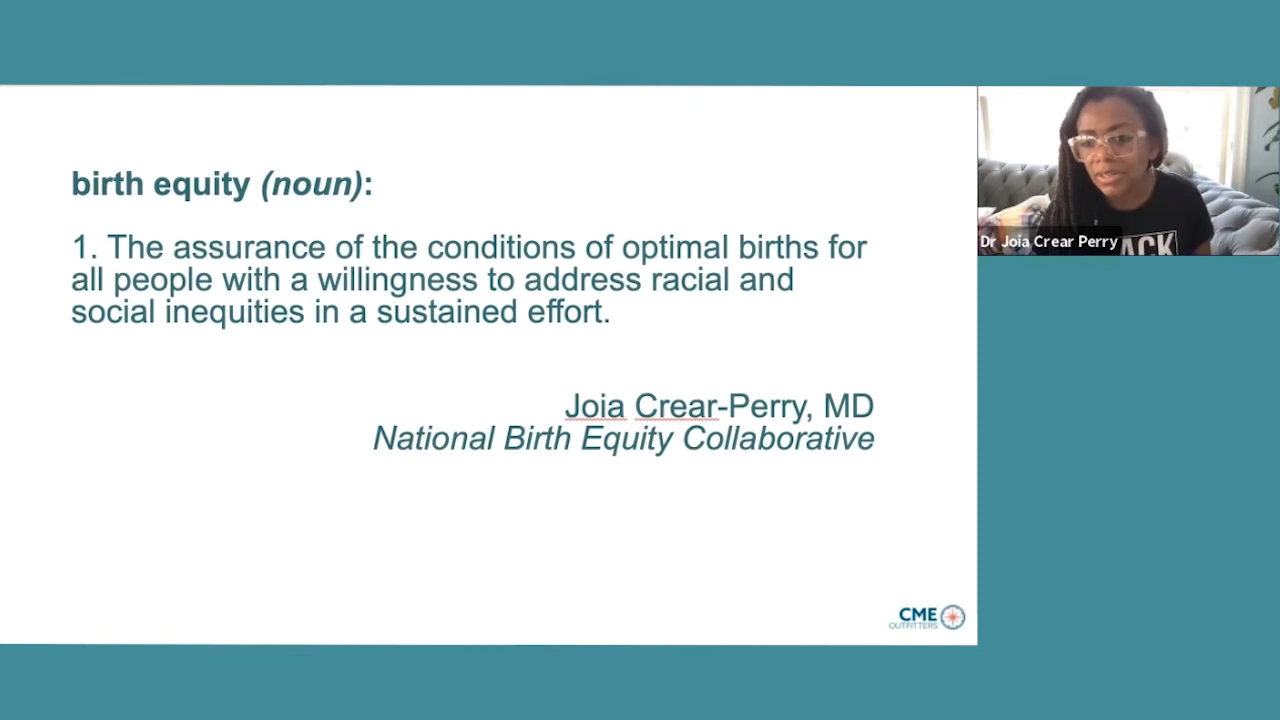 birth equity (noun):
1. The assurance of the conditions of optimal births for
all people with a willingness to address racial and
social inequities in a sustained effort.
Joia Crear-Perry, MD
National Birth Equity Collaborative
CME
OUTFITTERS
Dr Joia Crear Perry